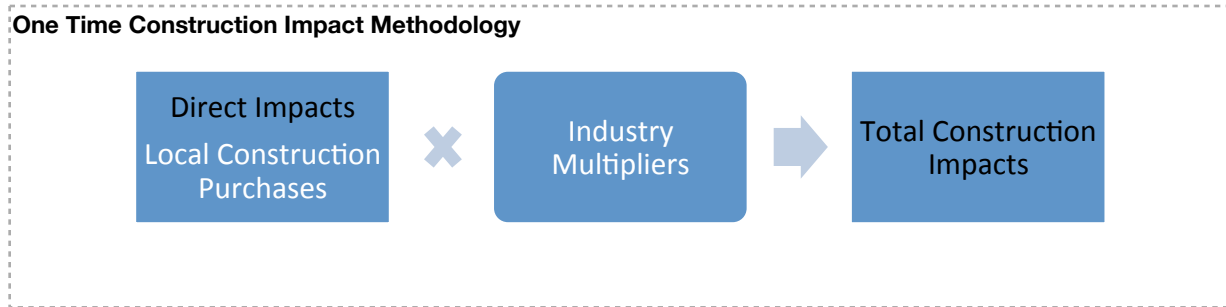 One Time Construction Impact Methodology
Direct Impacts
Local Construction
Purchases
Industry
Multipliers
Total Construction
Impacts